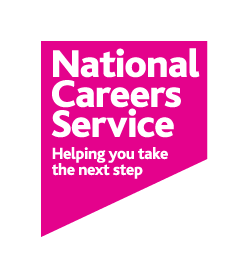 National
Careers
Service
Helping you take
the next step